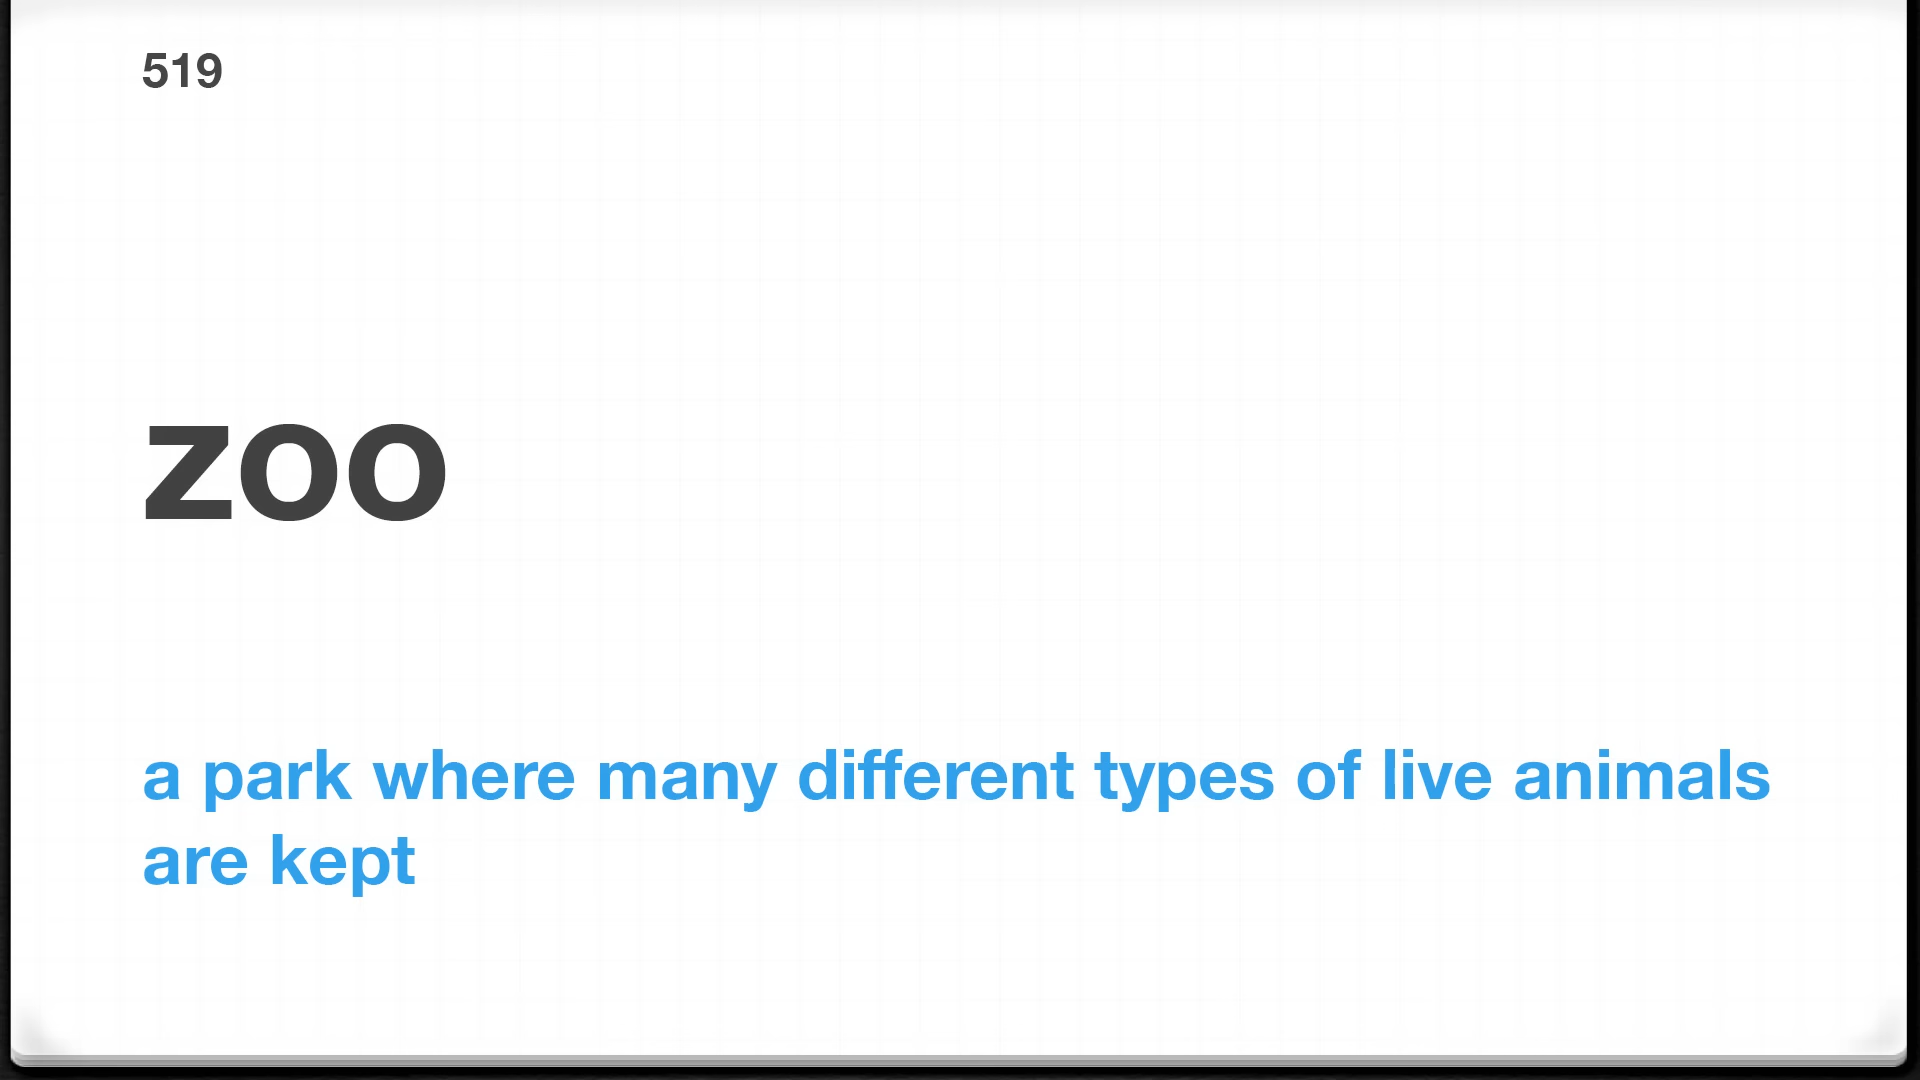 519
zoo
a park where many different types of live animals
are kept